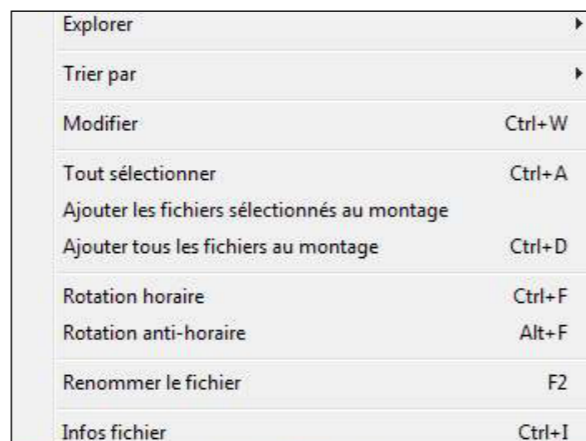 Explorer
Trier par
Modifier Ctrl+W
Tout sélectionner Ctrl+A
Ajouter les fichiers sélectionnés au montage
Ajouter tous les fichiers au montage Ctrl+D
Rotation horaire Ctrl+F
Rotation anti-horaire Alt+F
Renommer le fichier F2
Infos fichier Ctrl+I